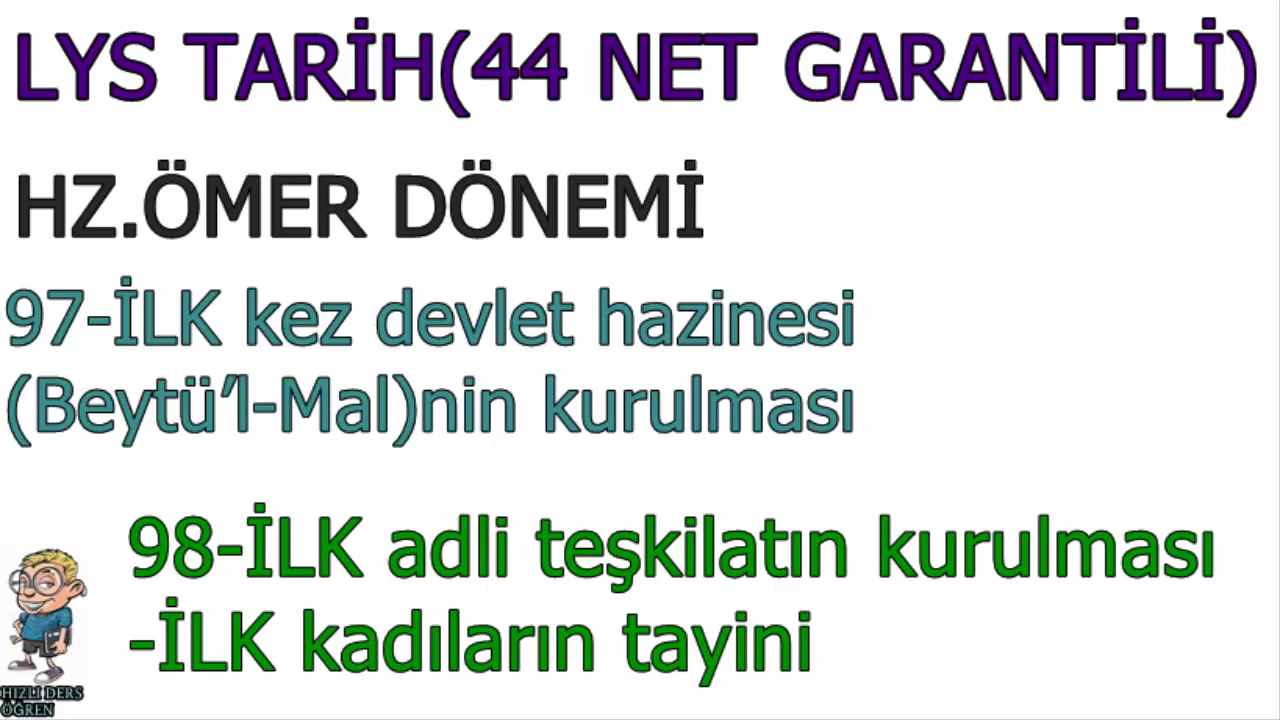 LYS TARİH(44 NET GARANTİLİ)
HZ.ÖMER DÖNEMİ
97-İLK kez devlet hazinesi
(Beytü’l-Mal)nin kurulması
98-İLK adli teşkilatın kurulması
-İLK kadıların tayini
HIZLI DERS
ÖĞREN